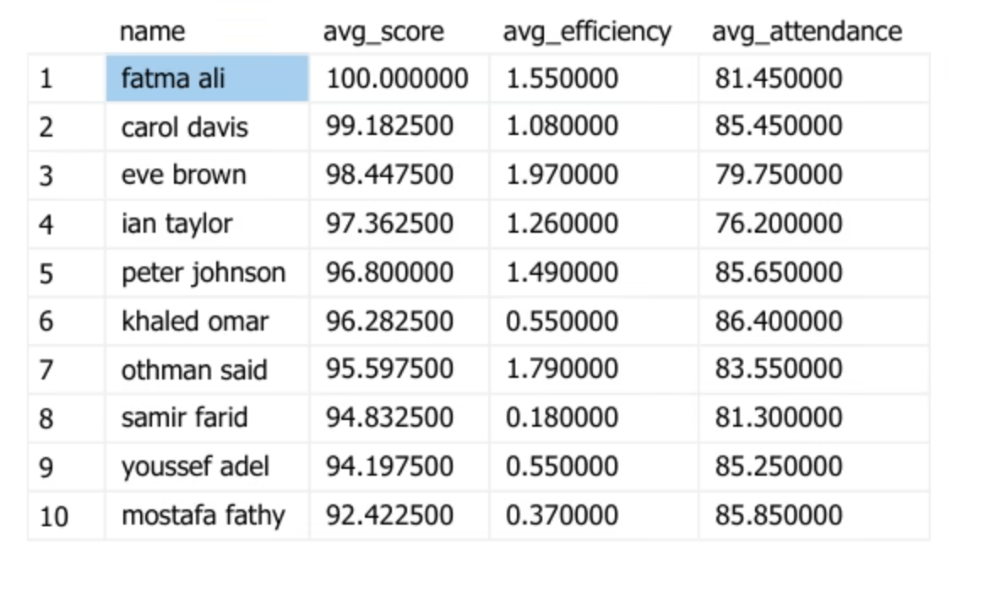 name avg_score avg_efficiency avg_attendance
1 fatma ali 100.000000 1.550000 81.450000
2 carol davis 99.182500 1.080000 85.450000
3 eve brown 98.447500 1.970000 79.750000
4 ian taylor 97.362500 1.260000 76.200000
5 peter johnson 96.800000 1.490000 85.650000
6 khaled omar 96.282500 0.550000 86.400000
7 othman said 95.597500 1.790000 83.550000
8 samir farid 94.832500 0.180000 81.300000
9 youssef adel 94.197500 0.550000 85.250000
10 mostafa fathy 92.422500 0.370000 85.850000